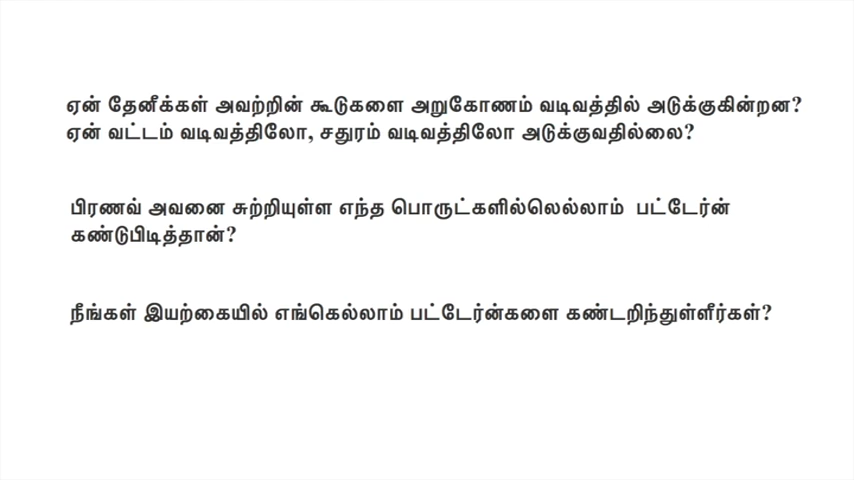 ஏன் தேனீக்கள் அவற்றின் கூடுகளை அறுகோணம் வடிவத்தில் அடுக்குகின்றன?
ஏன் வட்டம் வடிவத்திலோ, சதுரம் வடிவத்திலோ அடுக்குவதில்லை?
பிரணவ் அவனை சுற்றியுள்ள எந்த பொருட்களில்லெல்லாம் பட்டேர்ன்
கண்டுபிடித்தான்?
நீங்கள் இயற்கையில் எங்கெல்லாம் பட்டேர்ன்களை கண்டறிந்துள்ளீர்கள்?